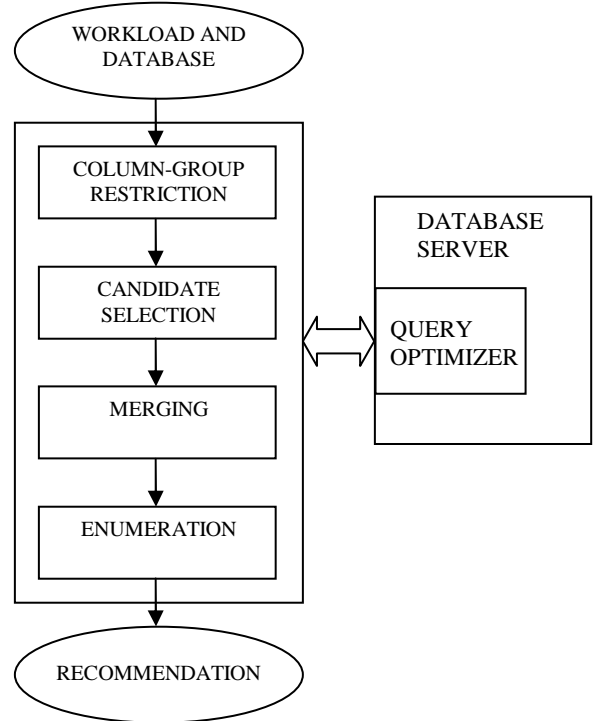 WORKLOAD AND
DATABASE
COLUMN-GROUP
RESTRICTION
CANDIDATE
SELECTION
MERGING
ENUMERATION
RECOMMENDATION
DATABASE
SERVER
QUERY
OPTIMIZER